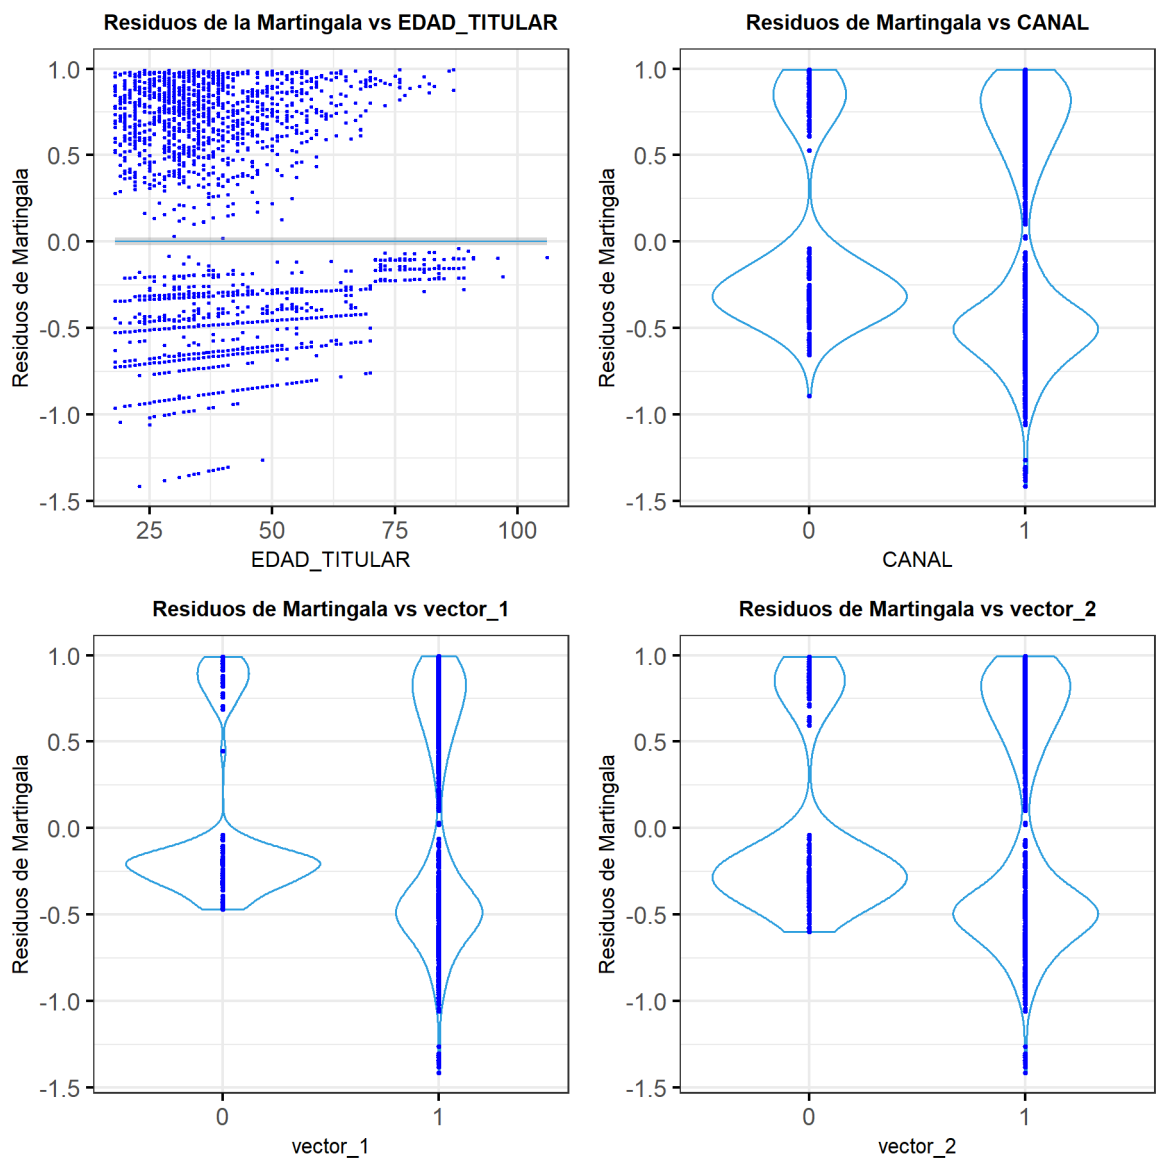 Residuos de la Martingala vs EDAD_TITULAR
Residuos de Martingala
1.0
0.5
0.0
-0.5
-1.0
-1.5
25 50 75 100
EDAD_TITULAR
Residuos de Martingala vs CANAL
Residuos de Martingala
1.0
0.5
0.0
-0.5
-1.0
-1.5
0 1
CANAL
Residuos de Martingala vs vector_1
Residuos de Martingala
1.0
0.5
0.0
-0.5
-1.0
-1.5
0 1
vector_1
Residuos de Martingala vs vector_2
Residuos de Martingala
1.0
0.5
0.0
-0.5
-1.0
-1.5
0 1
vector_2